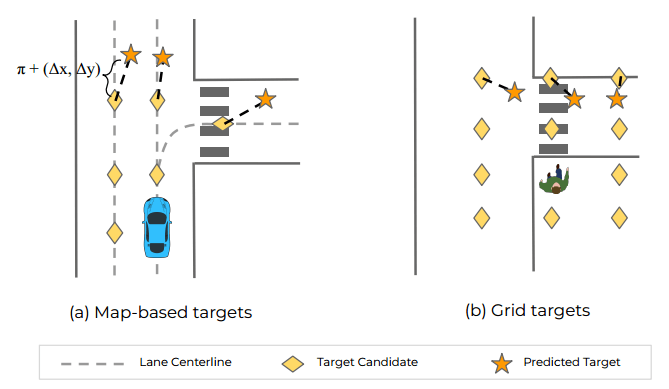 π + (Δx, Δy)
(a) Map-based targets
(b) Grid targets
Lane Centerline
Target Candidate
Predicted Target